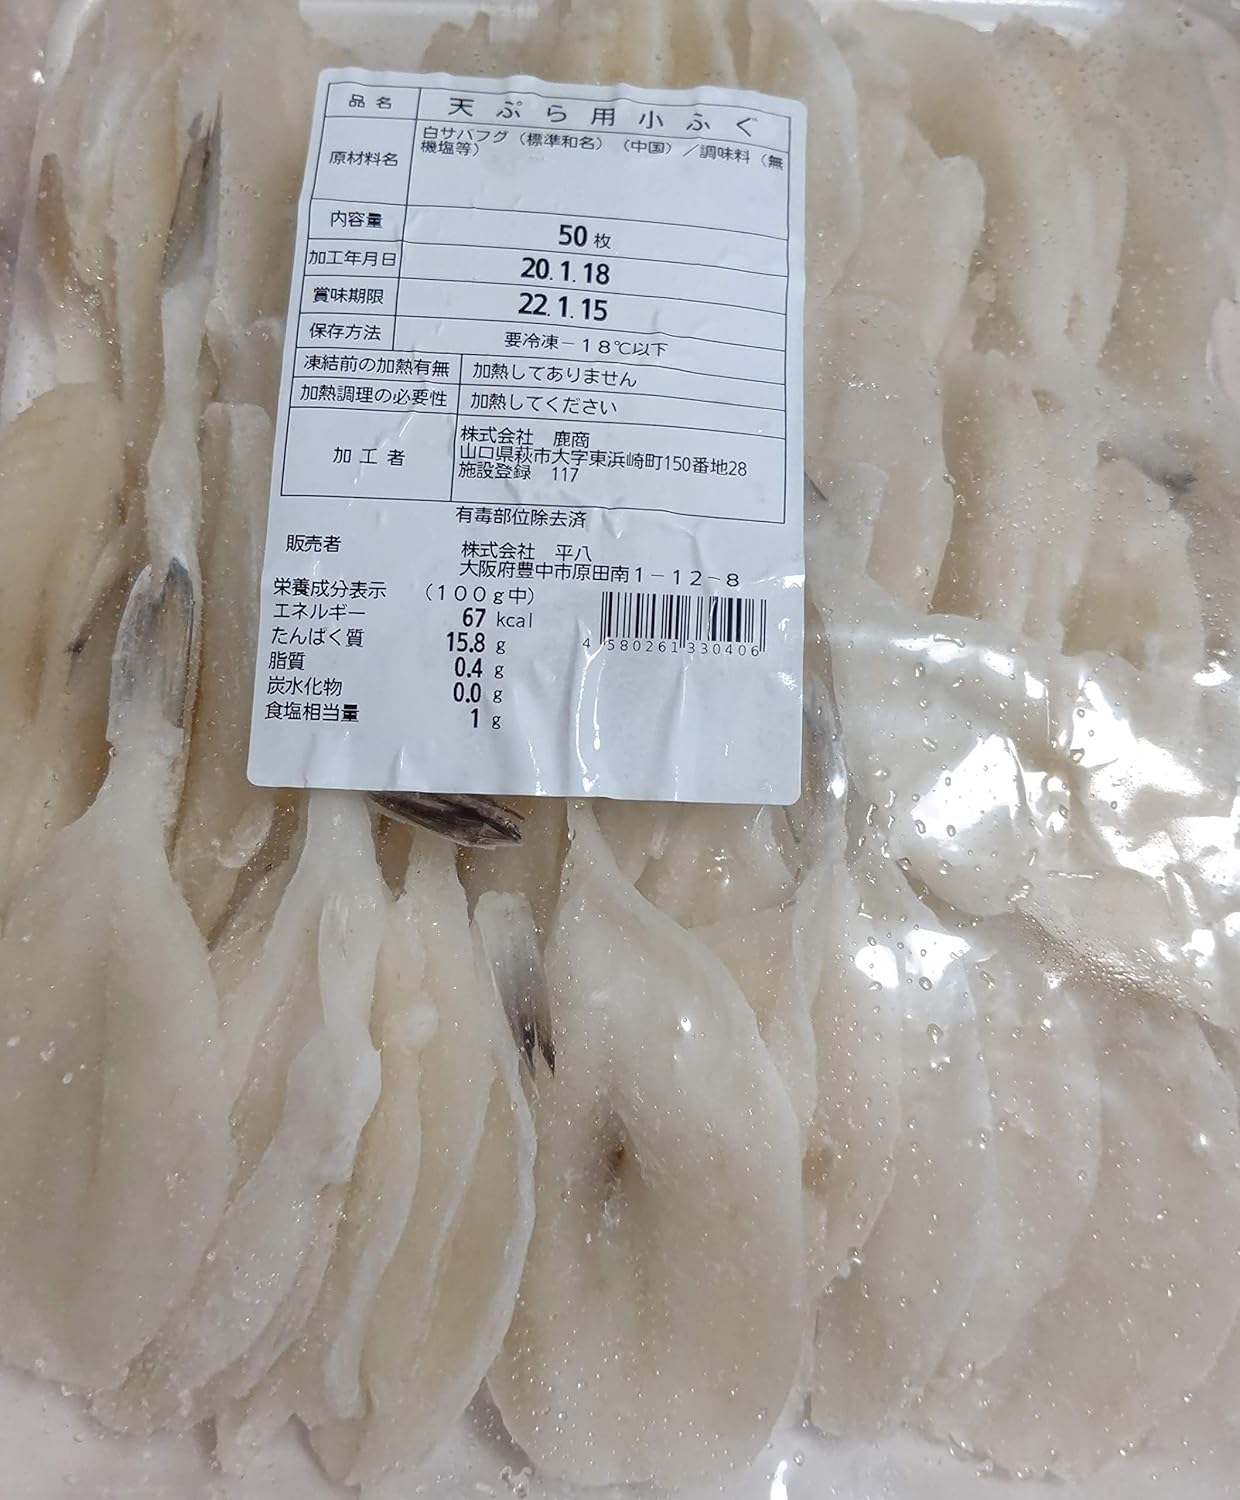 品名 天ぷら用小ふぐ
原材料名 白サバフグ（標準和名）（中国）／調味料（無
機塩等）
内容量 50枚
加工年月日 20.1.18
賞味期限 22.1.15
保存方法 要冷凍－18℃以下
凍結前の加熱有無 加熱してありません
加熱調理の必要性 加熱してください
加工者 株式会社 鹿商
山口県萩市大字東浜崎町150番地28
施設登録 117
有毒部位除去済
販売者 株式会社 平八
大阪府豊中市原田南1－12－8
栄養成分表示 （100g中）
エネルギー 67 kcal
たんぱく質 15.8 g
脂質 0.4 g
炭水化物 0.0 g
食塩相当量 1 g
4 580261 330406